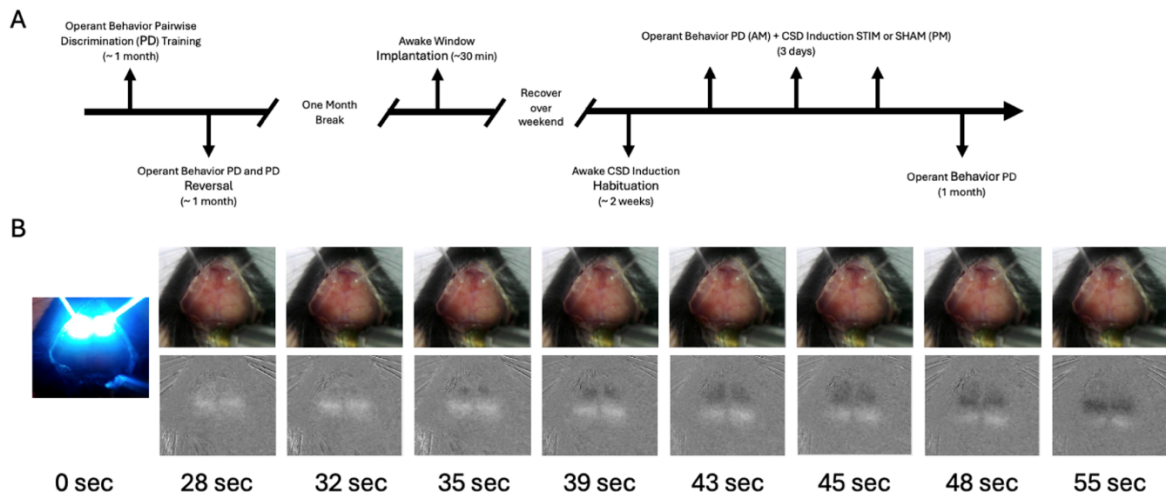 A
Operant Behavior Pairwise
Discrimination (PD) Training
(~ 1 month)
Operant Behavior PD and PD
Reversal
(~ 1 month)
One Month
Break
Awake Window
Implantation (~30 min)
Recover
over
weekend
Operant Behavior PD (AM) + CSD Induction STIM or SHAM (PM)
(3 days)
Awake CSD Induction
Habituation
(~ 2 weeks)
Operant Behavior PD
(1 month)
B
0 sec
28 sec
32 sec
35 sec
39 sec
43 sec
45 sec
48 sec
55 sec